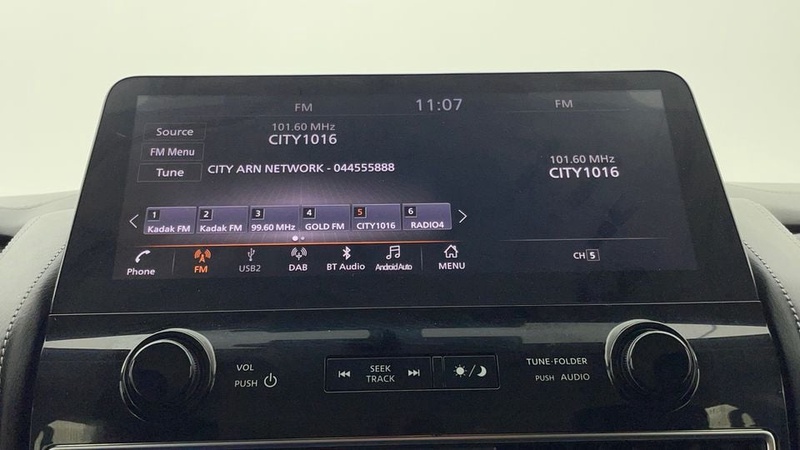 FM 11:07 FM
Source
FM Menu
Tune
101.60 MHz
CITY1016
CITY ARN NETWORK - 044555888
101.60 MHz
CITY1016
1 Kadak FM
2 Kadak FM
3 99.60 MHz
4 GOLD FM
5 CITY1016
6 RADIO4
CH 5
Phone
FM
USB2
DAB
BT Audio
Android Auto
MENU
VOL
PUSH
SEEK
TRACK
TUNE·FOLDER
PUSH AUDIO